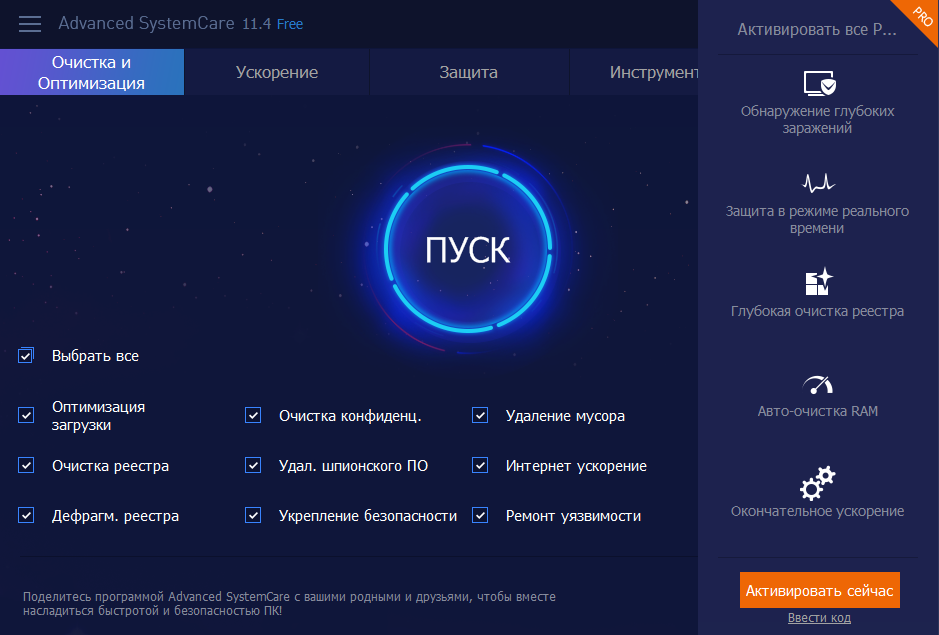 Advanced SystemCare 11.4 Free
Очистка и
Оптимизация
Ускорение
Защита
Инструмент
ПУСК
Выбрать все
Оптимизация
загрузки
Очистка конфиденц.
Удаление мусора
Очистка реестра
Удал. шпионского ПО
Интернет ускорение
Дефрагм. реестра
Укрепление безопасности
Ремонт уязвимости
Поделитесь программой Advanced SystemCare с вашими родными и друзьями, чтобы вместе
насладиться быстротой и безопасностью ПК!
PRO
Активировать все P...
Обнаружение глубоких
заражений
Защита в режиме реального
времени
Глубокая очистка реестра
Авто-очистка RAM
Окончательное ускорение
Активировать сейчас
Ввести код